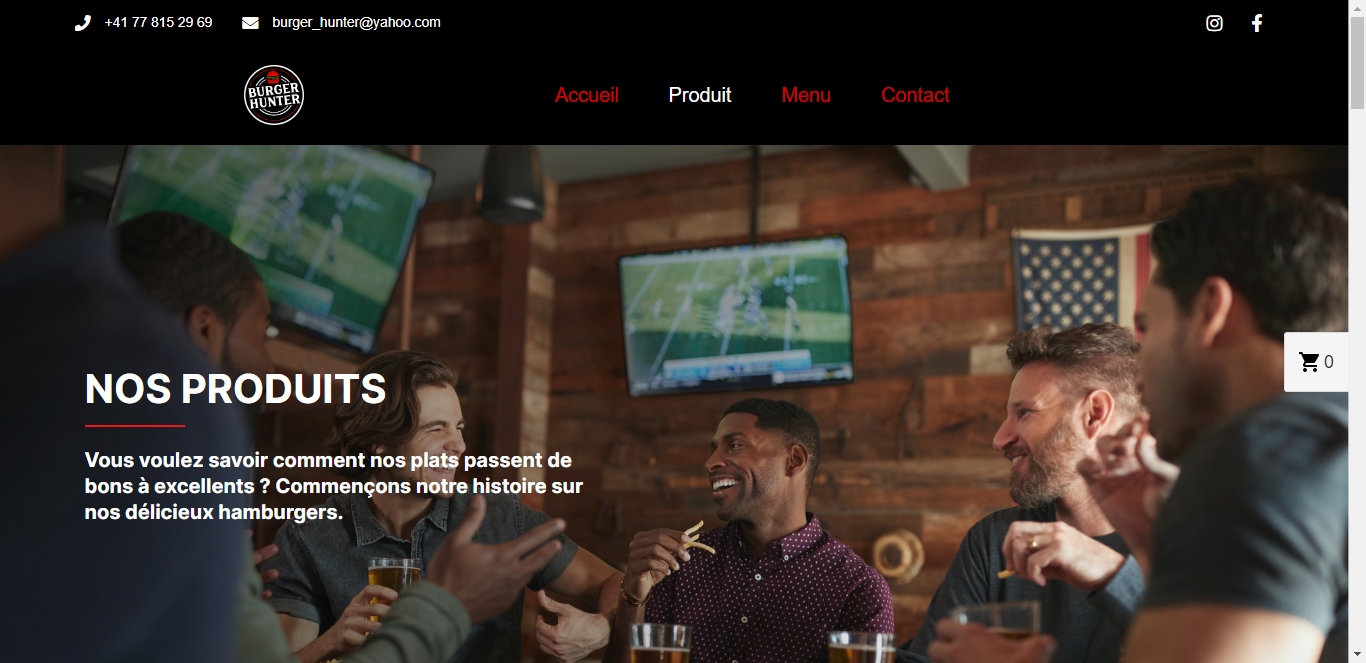 +41 77 815 29 69 burger_hunter@yahoo.com
BURGER
HUNTER
Accueil Produit Menu Contact
0
NOS PRODUITS
Vous voulez savoir comment nos plats passent de
bons à excellents ? Commençons notre histoire sur
nos délicieux hamburgers.